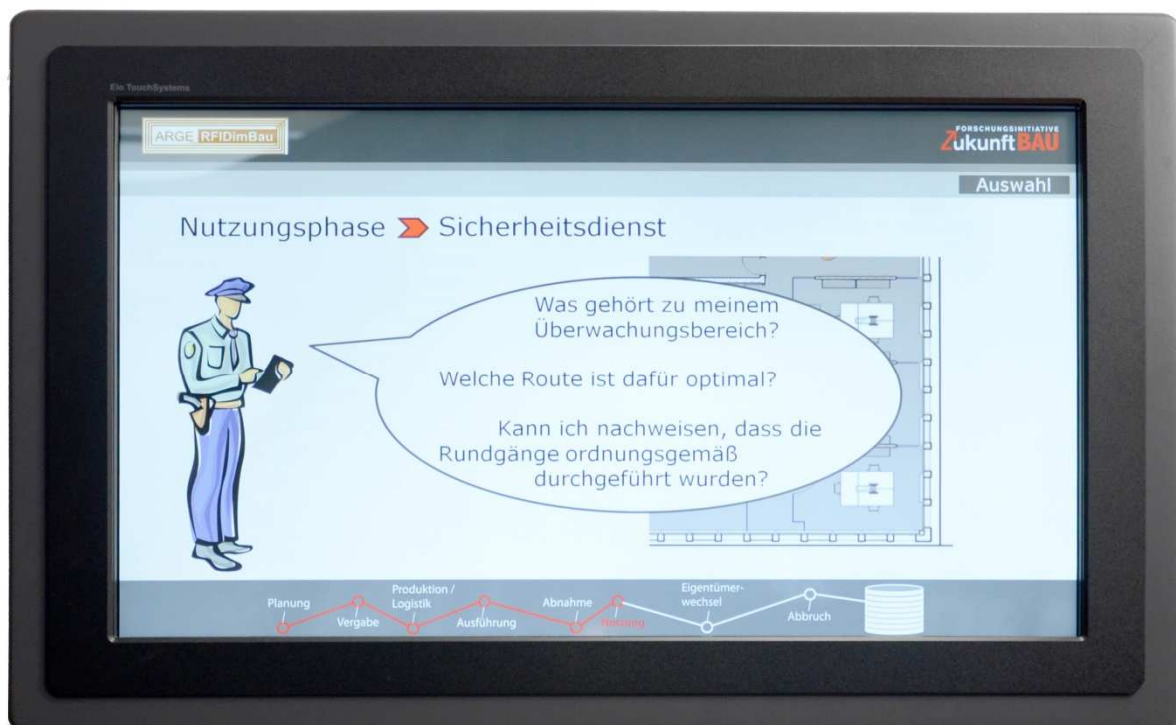 Elo TouchSystems
ARGE RFIDimBau
FORSCHUNGSINITIATIVE
Zukunft BAU
Auswahl
Nutzungsphase Sicherheitsdienst
Was gehört zu meinem
Überwachungsbereich?
Welche Route ist dafür optimal?
Kann ich nachweisen, dass die
Rundgänge ordnungsgemäß
durchgeführt wurden?
Planung
Vergabe
Produktion /
Logistik
Ausführung
Abnahme
Nutzung
Eigentümer-
wechsel
Abbruch